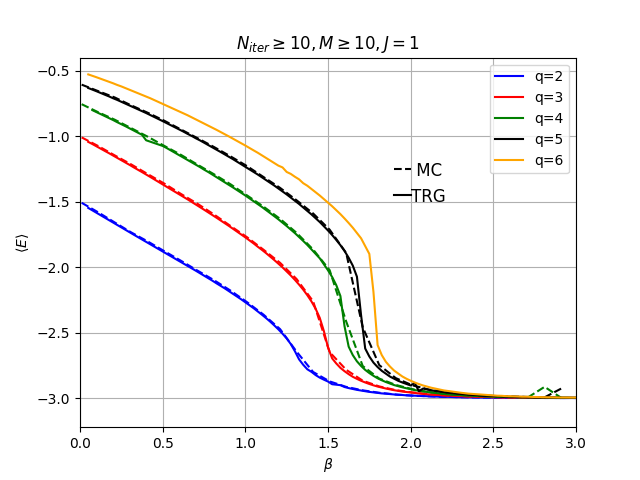 N_iter ≥ 10, M ≥ 10, J = 1
−0.5
−1.0
−1.5
−2.0
−2.5
−3.0
⟨E⟩
0.0 0.5 1.0 1.5 2.0 2.5 3.0
β
q=2
q=3
q=4
q=5
q=6
MC
TRG